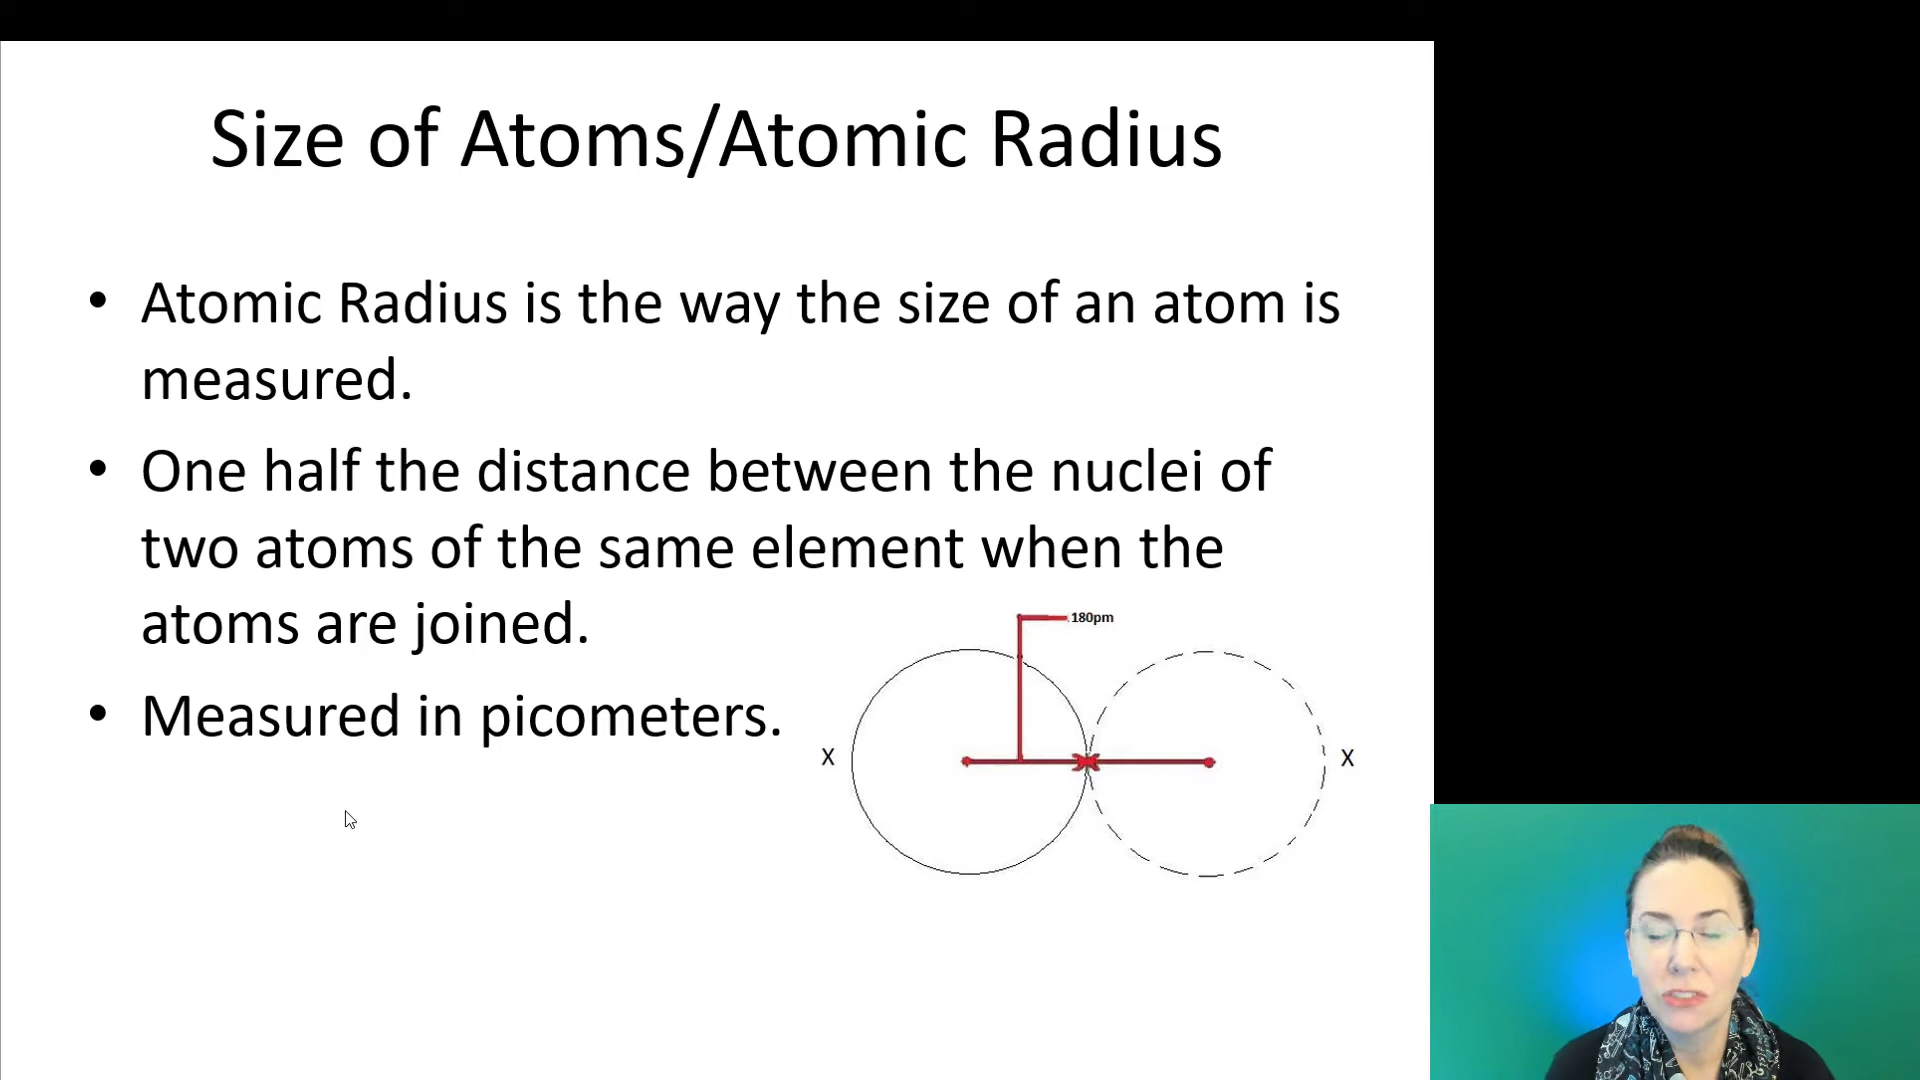 Size of Atoms/Atomic Radius
• Atomic Radius is the way the size of an atom is
measured.
• One half the distance between the nuclei of
two atoms of the same element when the
atoms are joined.
180pm
• Measured in picometers.
X
X